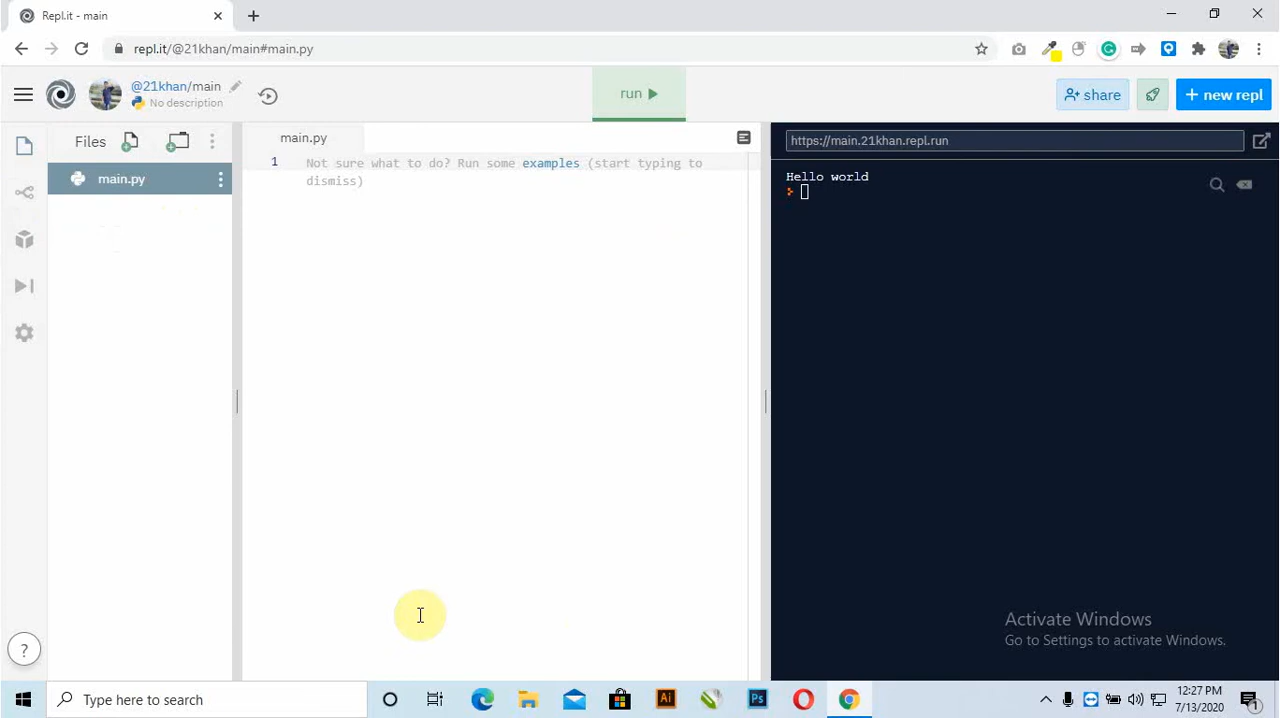 Repl.it - main
repl.it/@21khan/main#main.py
@21khan/main
No description
run
share
+ new repl
Files
main.py
main.py
1 Not sure what to do? Run some examples (start typing to
dismiss)
https://main.21khan.repl.run
Hello world
Activate Windows
Go to Settings to activate Windows.
?
Type here to search
Ai
Ps
12:27 PM
7/13/2020
1